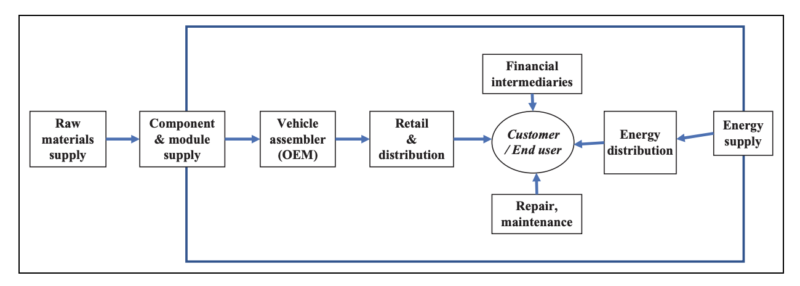 Financial
intermediaries
Raw
materials
supply
Component
& module
supply
Vehicle
assembler
(OEM)
Retail
&
distribution
Customer
/ End user
Energy
distribution
Energy
supply
Repair,
maintenance